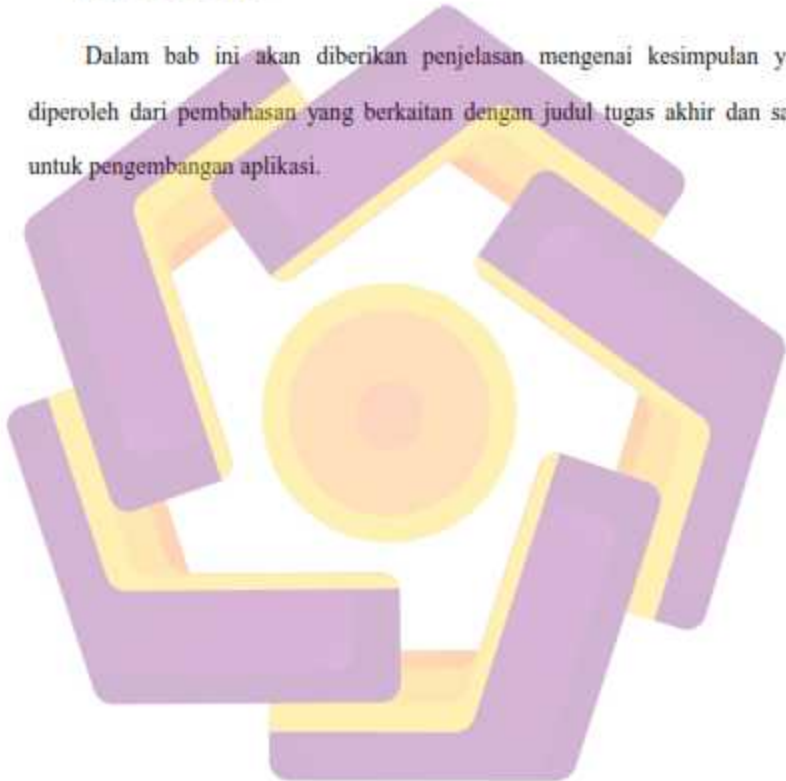 Dalam bab ini akan diberikan penjelasan mengenai kesimpulan
diperoleh dari pembahasan yang berkaitan dengan judul tugas akhir dan
untuk pengembangan aplikasi.